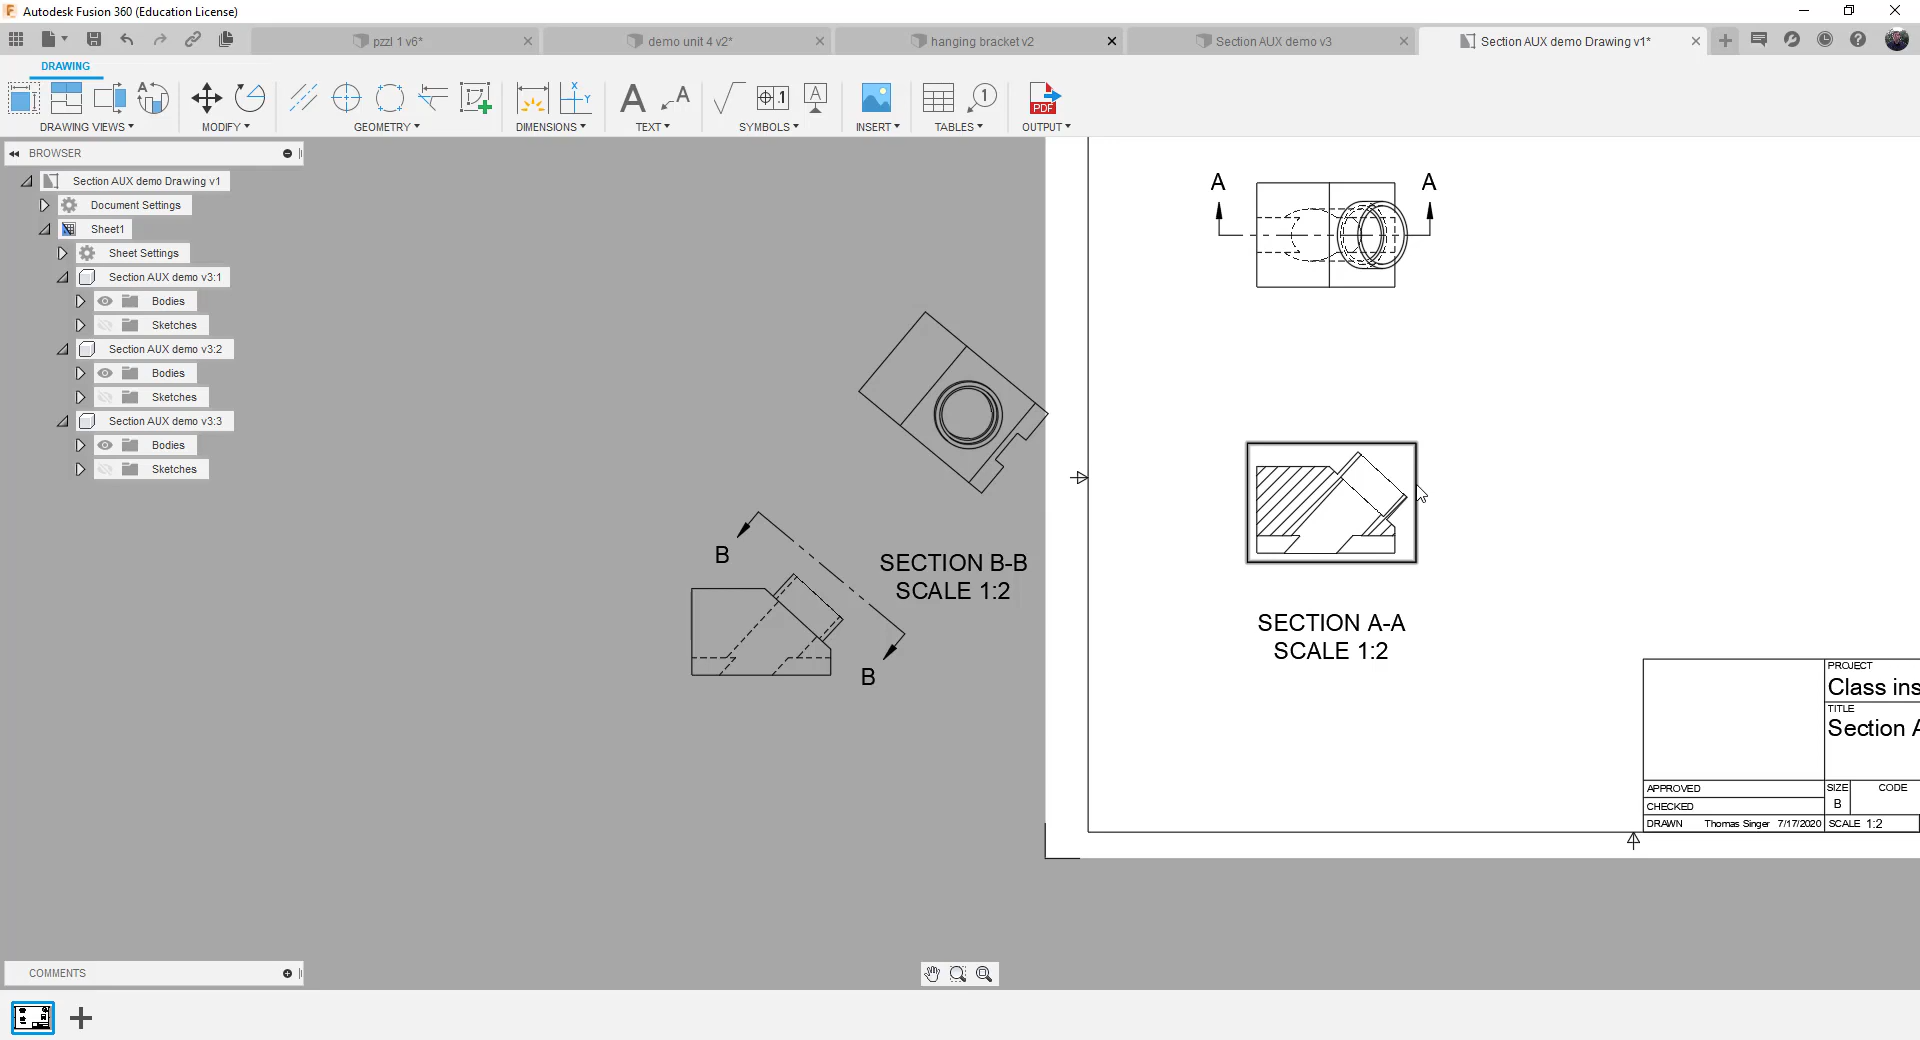 Autodesk Fusion 360 (Education License)
pzzl 1 v6*
demo unit 4 v2*
hanging bracket v2
Section AUX demo v3
Section AUX demo Drawing v1*
DRAWING
DRAWING VIEWS
MODIFY
GEOMETRY
DIMENSIONS
TEXT
SYMBOLS
INSERT
TABLES
OUTPUT
BROWSER
Section AUX demo Drawing v1
Document Settings
Sheet1
Sheet Settings
Section AUX demo v3:1
Bodies
Sketches
Section AUX demo v3:2
Bodies
Sketches
Section AUX demo v3:3
Bodies
Sketches
A
A
B
SECTION B-B
SCALE 1:2
B
SECTION A-A
SCALE 1:2
PROJECT
Class ins
TITLE
Section A
APPROVED
SIZE
CODE
CHECKED
B
DRAWN Thomas Singer 7/17/2020
SCALE 1:2
COMMENTS